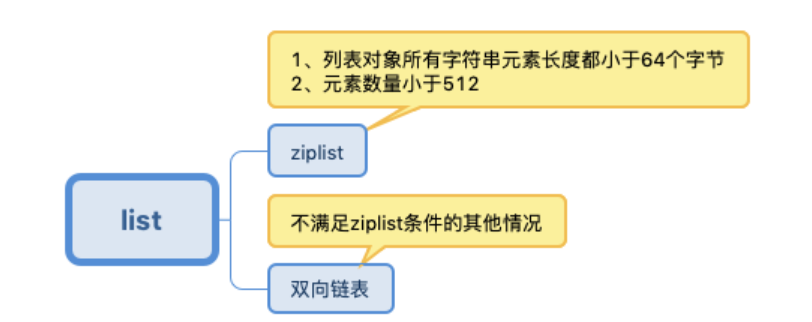 1、列表对象所有字符串元素长度都小于64个字节
2、元素数量小于512
ziplist
list
不满足ziplist条件的其他情况
双向链表